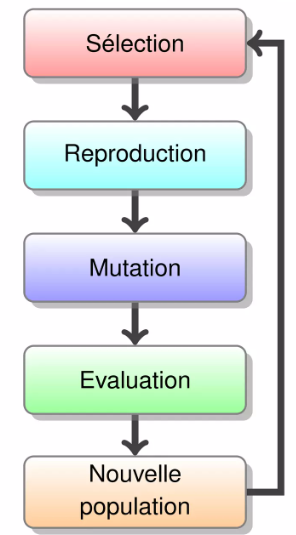 Sélection
Reproduction
Mutation
Evaluation
Nouvelle
population